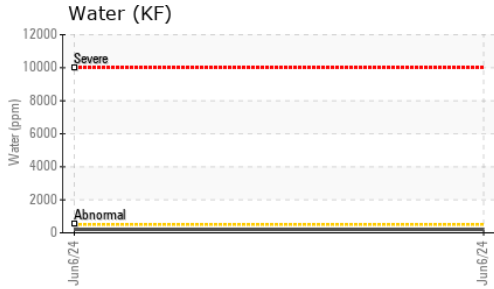 Water (KF)
12000
Severe
10000
8000
Water (ppm)
6000
4000
2000
Abnormal
0
Jun6/24
Jun6/24